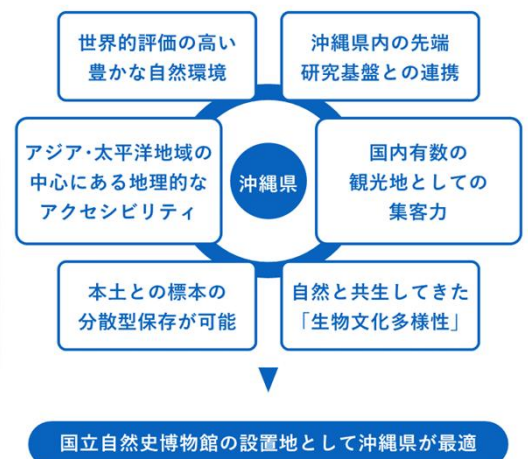 世界的評価の高い
豊かな自然環境
沖縄県内の先端
研究基盤との連携
アジア・太平洋地域の
中心にある地理的な
アクセシビリティ
沖縄県
国内有数の
観光地としての
集客力
本土との標本の
分散型保存が可能
自然と共生してきた
「生物文化多様性」
国立自然史博物館の設置地として沖縄県が最適